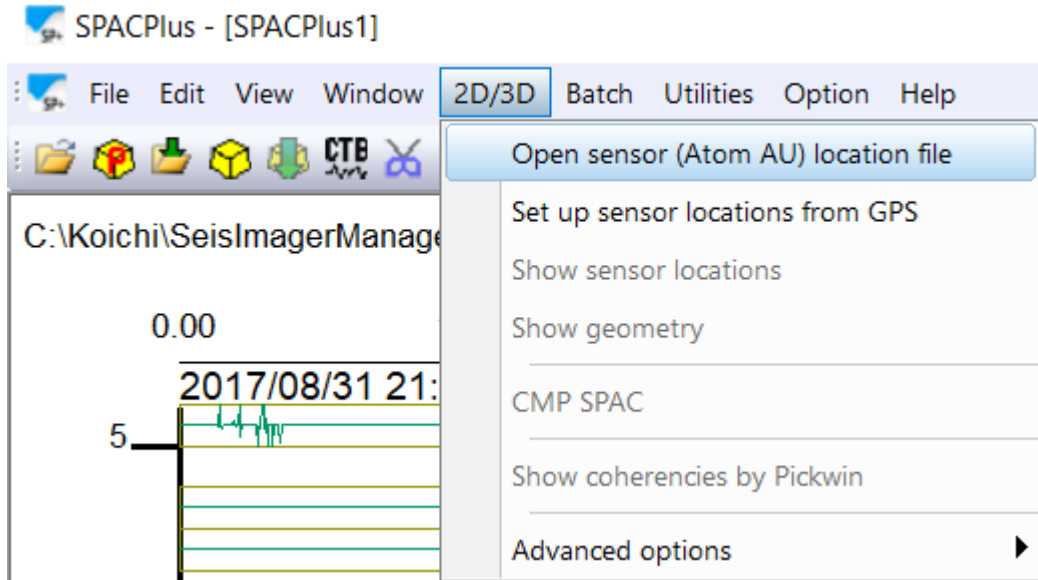 SPACPlus - [SPACPlus1]
File Edit View Window 2D/3D Batch Utilities Option Help
CTB
Open sensor (Atom AU) location file
Set up sensor locations from GPS
Show sensor locations
Show geometry
CMP SPAC
Show coherencies by Pickwin
Advanced options
C:\Koichi\SeisImagerManage
0.00
2017/08/31 21:
5